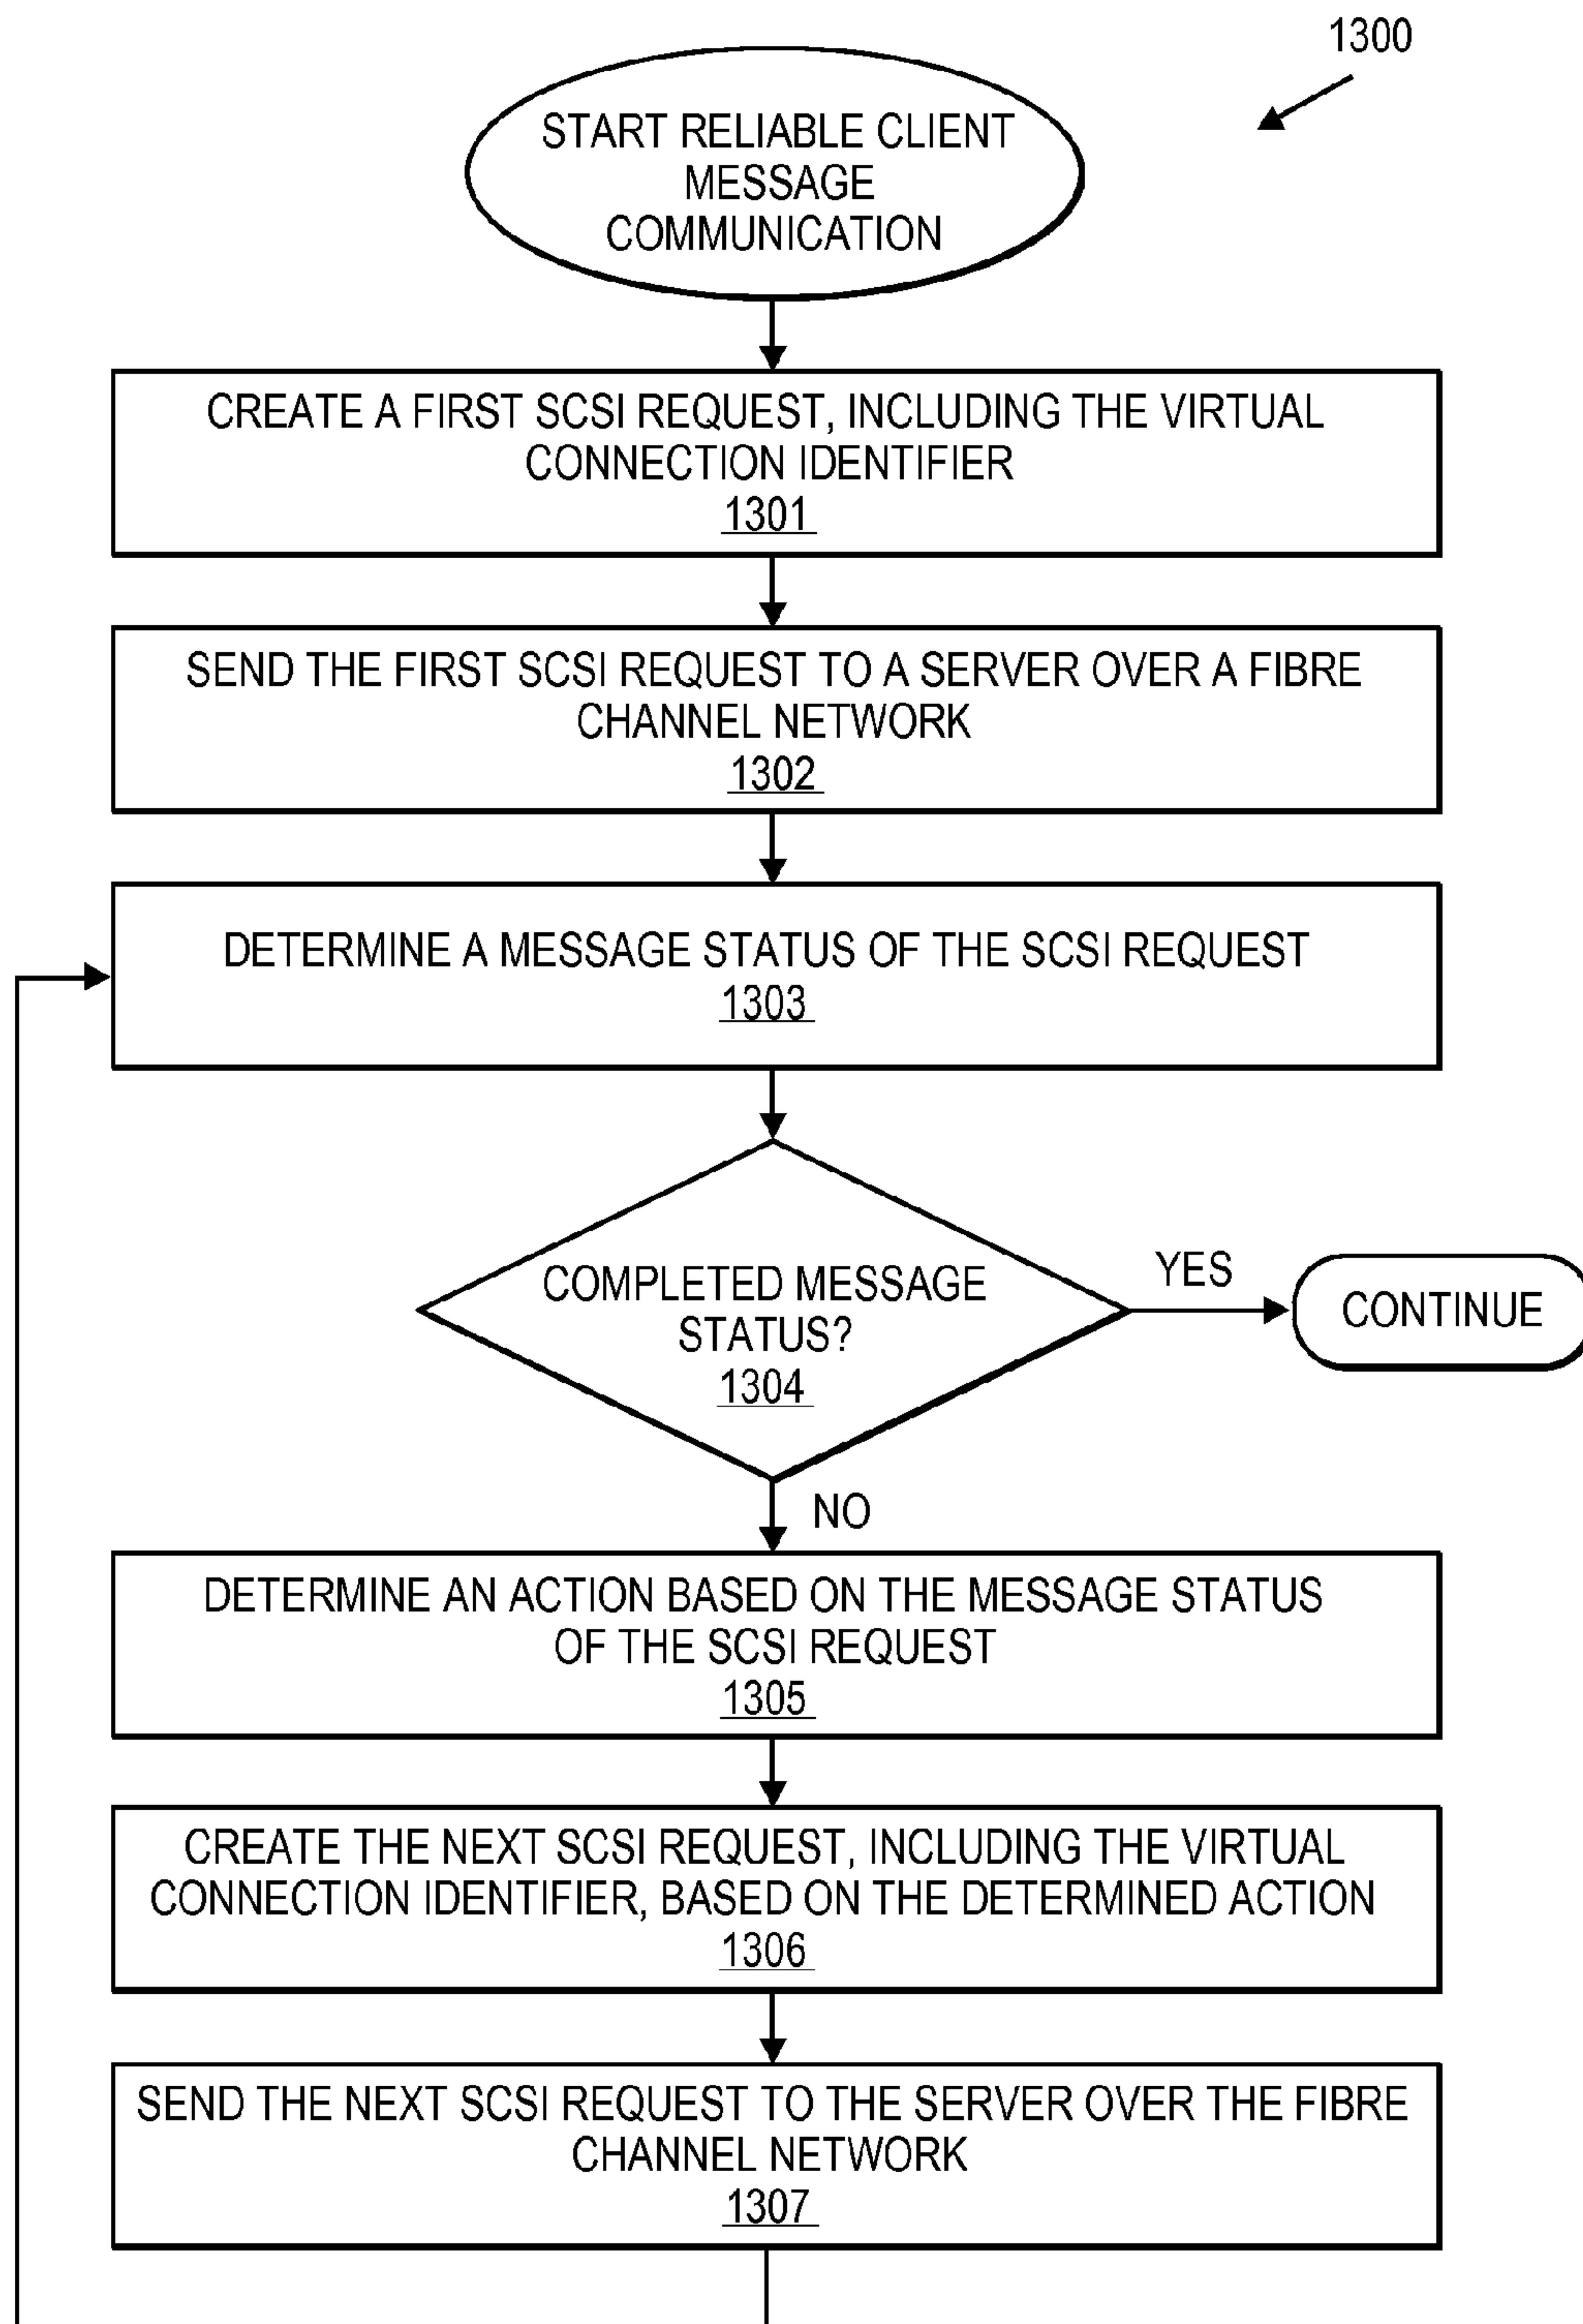 1300
START RELIABLE CLIENT
MESSAGE
COMMUNICATION
CREATE A FIRST SCSI REQUEST, INCLUDING THE VIRTUAL
CONNECTION IDENTIFIER
1301
SEND THE FIRST SCSI REQUEST TO A SERVER OVER A FIBRE
CHANNEL NETWORK
1302
DETERMINE A MESSAGE STATUS OF THE SCSI REQUEST
1303
COMPLETED MESSAGE
STATUS?
1304
YES
CONTINUE
NO
DETERMINE AN ACTION BASED ON THE MESSAGE STATUS
OF THE SCSI REQUEST
1305
CREATE THE NEXT SCSI REQUEST, INCLUDING THE VIRTUAL
CONNECTION IDENTIFIER, BASED ON THE DETERMINED ACTION
1306
SEND THE NEXT SCSI REQUEST TO THE SERVER OVER THE FIBRE
CHANNEL NETWORK
1307